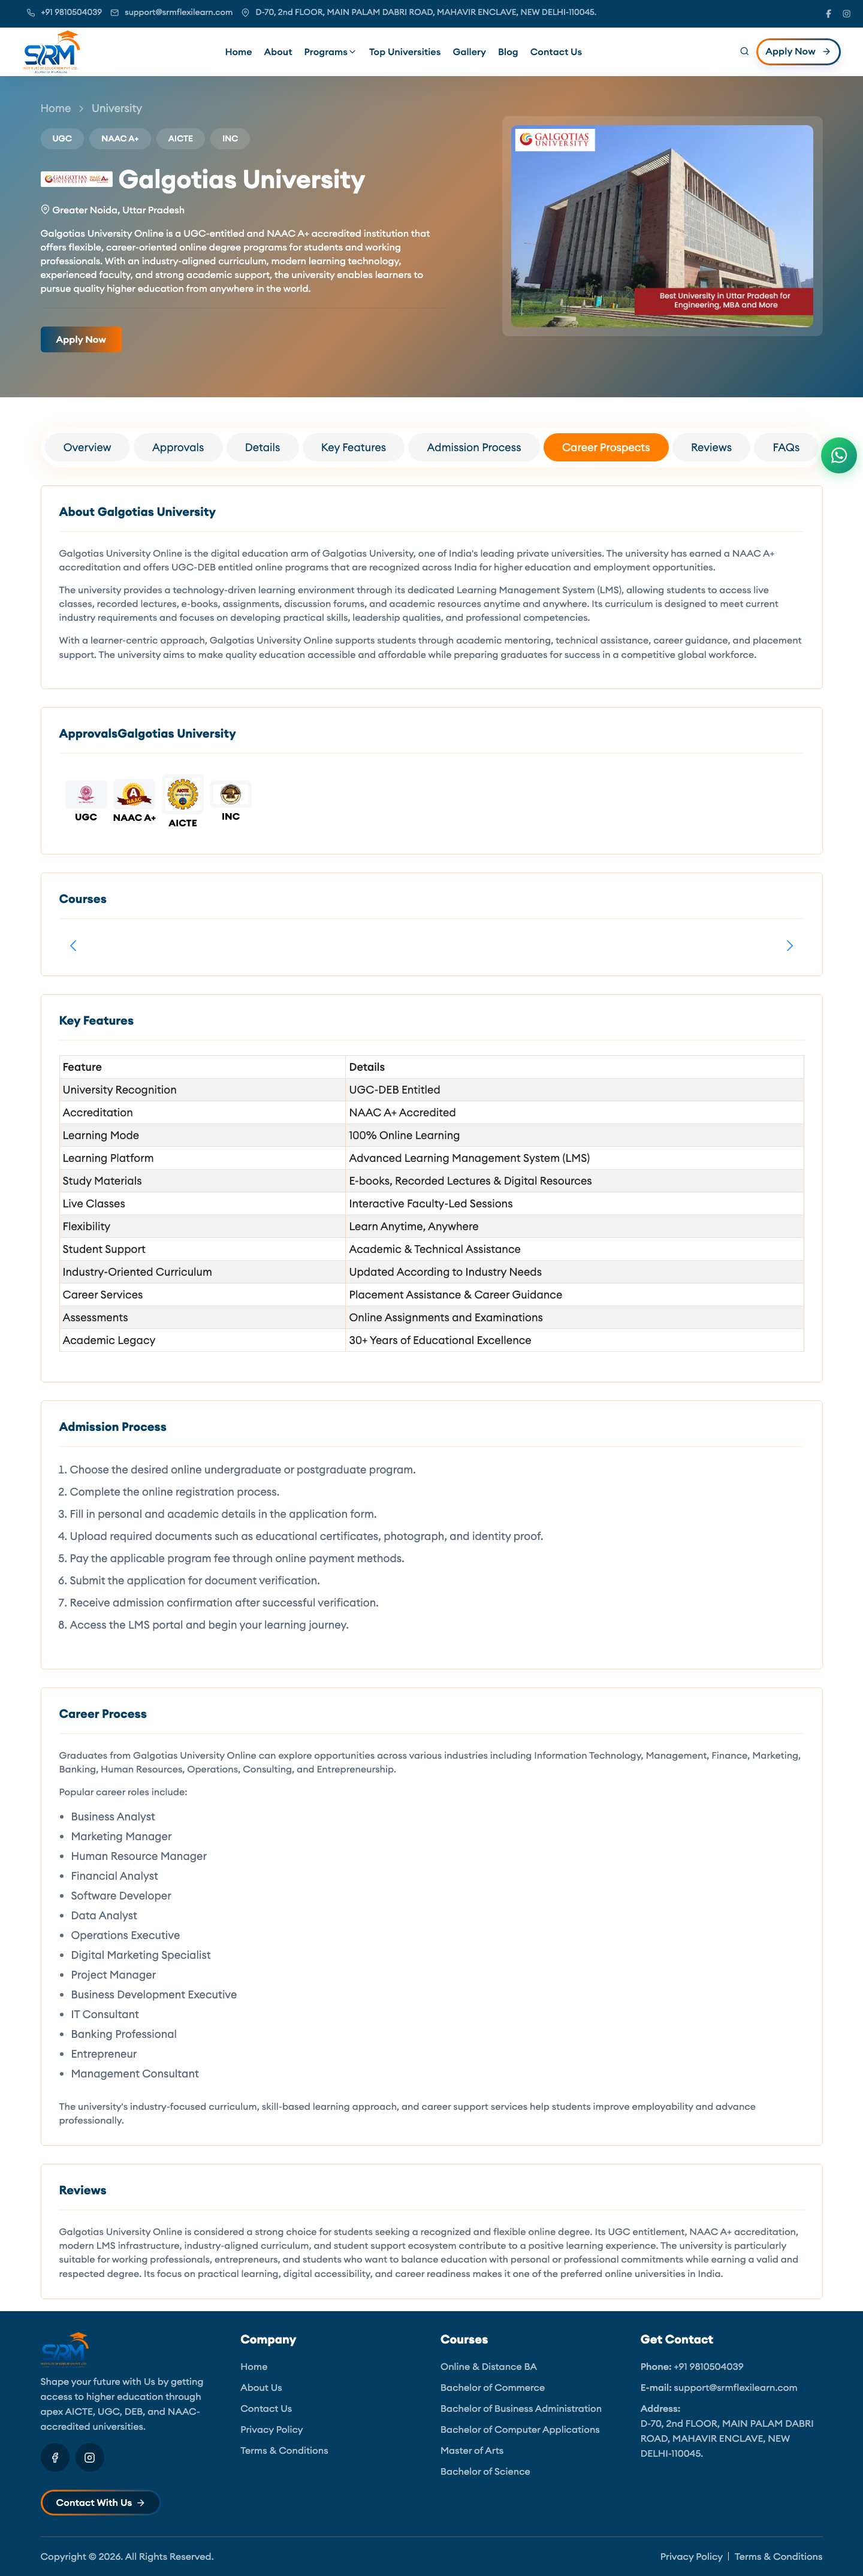 +91 9810504039 support@srmflexilearn.com D-70, 2nd FLOOR, MAIN PALAM DABRI ROAD, MAHAVIR ENCLAVE, NEW DELHI-110045.
SRM
Home About Programs Top Universities Gallery Blog Contact Us
Apply Now
Home > University
UGC NAAC A+ AICTE INC
Galgotias University
Greater Noida, Uttar Pradesh
Galgotias University Online is a UGC-entitled and NAAC A+ accredited institution that
offers flexible, career-oriented online degree programs for students and working
professionals. With an industry-aligned curriculum, modern learning technology,
experienced faculty, and strong academic support, the university enables learners to
pursue quality higher education from anywhere in the world.
Apply Now
GALGOTIAS
UNIVERSITY
Best University in Uttar Pradesh for
Engineering, MBA and More
Overview Approvals Details Key Features Admission Process Career Prospects Reviews FAQs
About Galgotias University
Galgotias University Online is the digital education arm of Galgotias University, one of India's leading private universities. The university has earned a NAAC A+
accreditation and offers UGC-DEB entitled online programs that are recognized across India for higher education and employment opportunities.
The university provides a technology-driven learning environment through its dedicated Learning Management System (LMS), allowing students to access live
classes, recorded lectures, e-books, assignments, discussion forums, and academic resources anytime and anywhere. Its curriculum is designed to meet current
industry requirements and focuses on developing practical skills, leadership qualities, and professional competencies.
With a learner-centric approach, Galgotias University Online supports students through academic mentoring, technical assistance, career guidance, and placement
support. The university aims to make quality education accessible and affordable while preparing graduates for success in a competitive global workforce.
ApprovalsGalgotias University
UGC NAAC A+ AICTE INC
Courses
Key Features
Feature Details
University Recognition UGC-DEB Entitled
Accreditation NAAC A+ Accredited
Learning Mode 100% Online Learning
Learning Platform Advanced Learning Management System (LMS)
Study Materials E-books, Recorded Lectures & Digital Resources
Live Classes Interactive Faculty-Led Sessions
Flexibility Learn Anytime, Anywhere
Student Support Academic & Technical Assistance
Industry-Oriented Curriculum Updated According to Industry Needs
Career Services Placement Assistance & Career Guidance
Assessments Online Assignments and Examinations
Academic Legacy 30+ Years of Educational Excellence
Admission Process
1. Choose the desired online undergraduate or postgraduate program.
2. Complete the online registration process.
3. Fill in personal and academic details in the application form.
4. Upload required documents such as educational certificates, photograph, and identity proof.
5. Pay the applicable program fee through online payment methods.
6. Submit the application for document verification.
7. Receive admission confirmation after successful verification.
8. Access the LMS portal and begin your learning journey.
Career Process
Graduates from Galgotias University Online can explore opportunities across various industries including Information Technology, Management, Finance, Marketing,
Banking, Human Resources, Operations, Consulting, and Entrepreneurship.
Popular career roles include:
• Business Analyst
• Marketing Manager
• Human Resource Manager
• Financial Analyst
• Software Developer
• Data Analyst
• Operations Executive
• Digital Marketing Specialist
• Project Manager
• Business Development Executive
• IT Consultant
• Banking Professional
• Entrepreneur
• Management Consultant
The university's industry-focused curriculum, skill-based learning approach, and career support services help students improve employability and advance
professionally.
Reviews
Galgotias University Online is considered a strong choice for students seeking a recognized and flexible online degree. Its UGC entitlement, NAAC A+ accreditation,
modern LMS infrastructure, industry-aligned curriculum, and student support ecosystem contribute to a positive learning experience. The university is particularly
suitable for working professionals, entrepreneurs, and students who want to balance education with personal or professional commitments while earning a valid and
respected degree. Its focus on practical learning, digital accessibility, and career readiness makes it one of the preferred online universities in India.
SRM
Shape your future with Us by getting
access to higher education through
apex AICTE, UGC, DEB, and NAAC-
accredited universities.
Contact With Us
Company
Home
About Us
Contact Us
Privacy Policy
Terms & Conditions
Courses
Online & Distance BA
Bachelor of Commerce
Bachelor of Business Administration
Bachelor of Computer Applications
Master of Arts
Bachelor of Science
Get Contact
Phone: +91 9810504039
E-mail: support@srmflexilearn.com
Address:
D-70, 2nd FLOOR, MAIN PALAM DABRI
ROAD, MAHAVIR ENCLAVE, NEW
DELHI-110045.
Copyright © 2026. All Rights Reserved.
Privacy Policy | Terms & Conditions